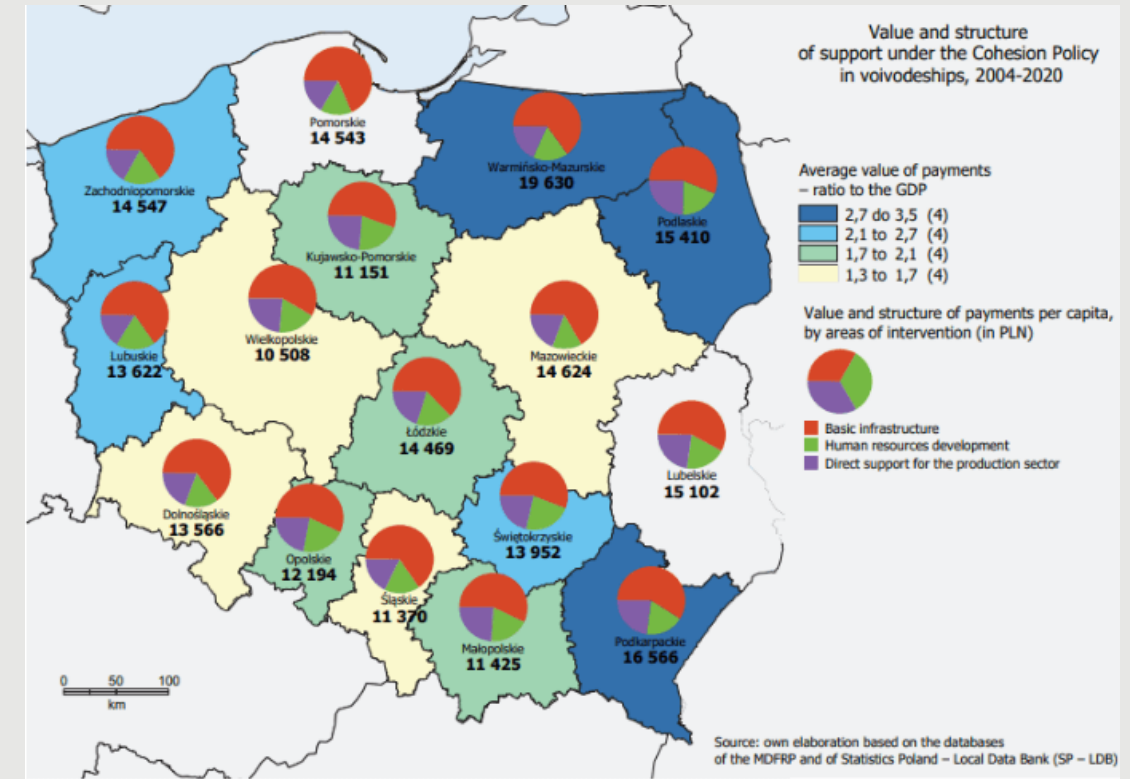 Value and structure
of support under the Cohesion Policy
in voivodeships, 2004-2020
Pomorskie
14 543
Zachodniopomorskie
14 547
Warmińsko-Mazurskie
19 630
Podlaskie
15 410
Kujawsko-Pomorskie
11 151
Average value of payments
– ratio to the GDP
2,7 do 3,5 (4)
2,1 to 2,7 (4)
1,7 to 2,1 (4)
1,3 to 1,7 (4)
Value and structure of payments per capita,
by areas of intervention (in PLN)
Basic infrastructure
Human resources development
Direct support for the production sector
Lubuskie
13 622
Wielkopolskie
10 508
Mazowieckie
14 624
Łódzkie
14 469
Lubelskie
15 102
Dolnośląskie
13 566
Opolskie
12 194
Śląskie
11 370
Świętokrzyskie
13 952
Małopolskie
11 425
Podkarpackie
16 566
0 50 100
km
Source: own elaboration based on the databases
of the MDFRP and of Statistics Poland – Local Data Bank (SP – LDB)